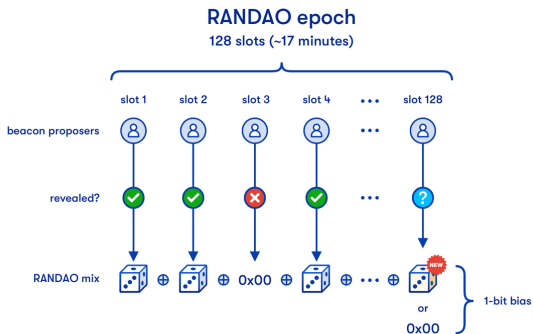 RANDAO epoch
128 slots (~17 minutes)
slot 1 slot 2 slot 3 slot 4 ••• slot 128
beacon proposers •••
revealed? ? •••
RANDAO mix ⊕ ⊕ 0x00 ⊕ ⊕ ••• ⊕ NEW
or
0x00
1-bit bias